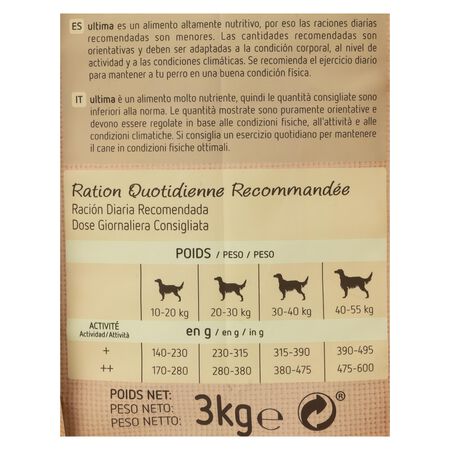 ES ultima es un alimento altamente nutritivo, por eso las raciones diarias
recomendadas son menores. Las cantidades recomendadas son
orientativas y deben ser adaptadas a la condición corporal, al nivel de
actividad y a las condiciones climáticas. Se recomienda el ejercicio diario
para mantener a tu perro en una buena condición física.
IT ultima è un alimento molto nutriente, quindi le quantità consigliate sono
inferiori alla norma. Le quantità mostrate sono puramente orientative e
devono essere regolate in base alle condizioni fisiche, all'attività e alle
condizioni climatiche. Si consiglia un esercizio quotidiano per mantenere
il cane in condizioni fisiche ottimali.
Ration Quotidienne Recommandée
Ración Diaria Recomendada
Dose Giornaliera Consigliata
POIDS / PESO / PESO
10-20 kg 20-30 kg 30-40 kg 40-55 kg
ACTIVITÉ
Actividad/Attività
en g / en g / in g
+ 140-230 230-315 315-390 390-495
++ 170-280 280-380 380-475 475-600
POIDS NET:
PESO NETO:
PESO NETTO:
3kg e